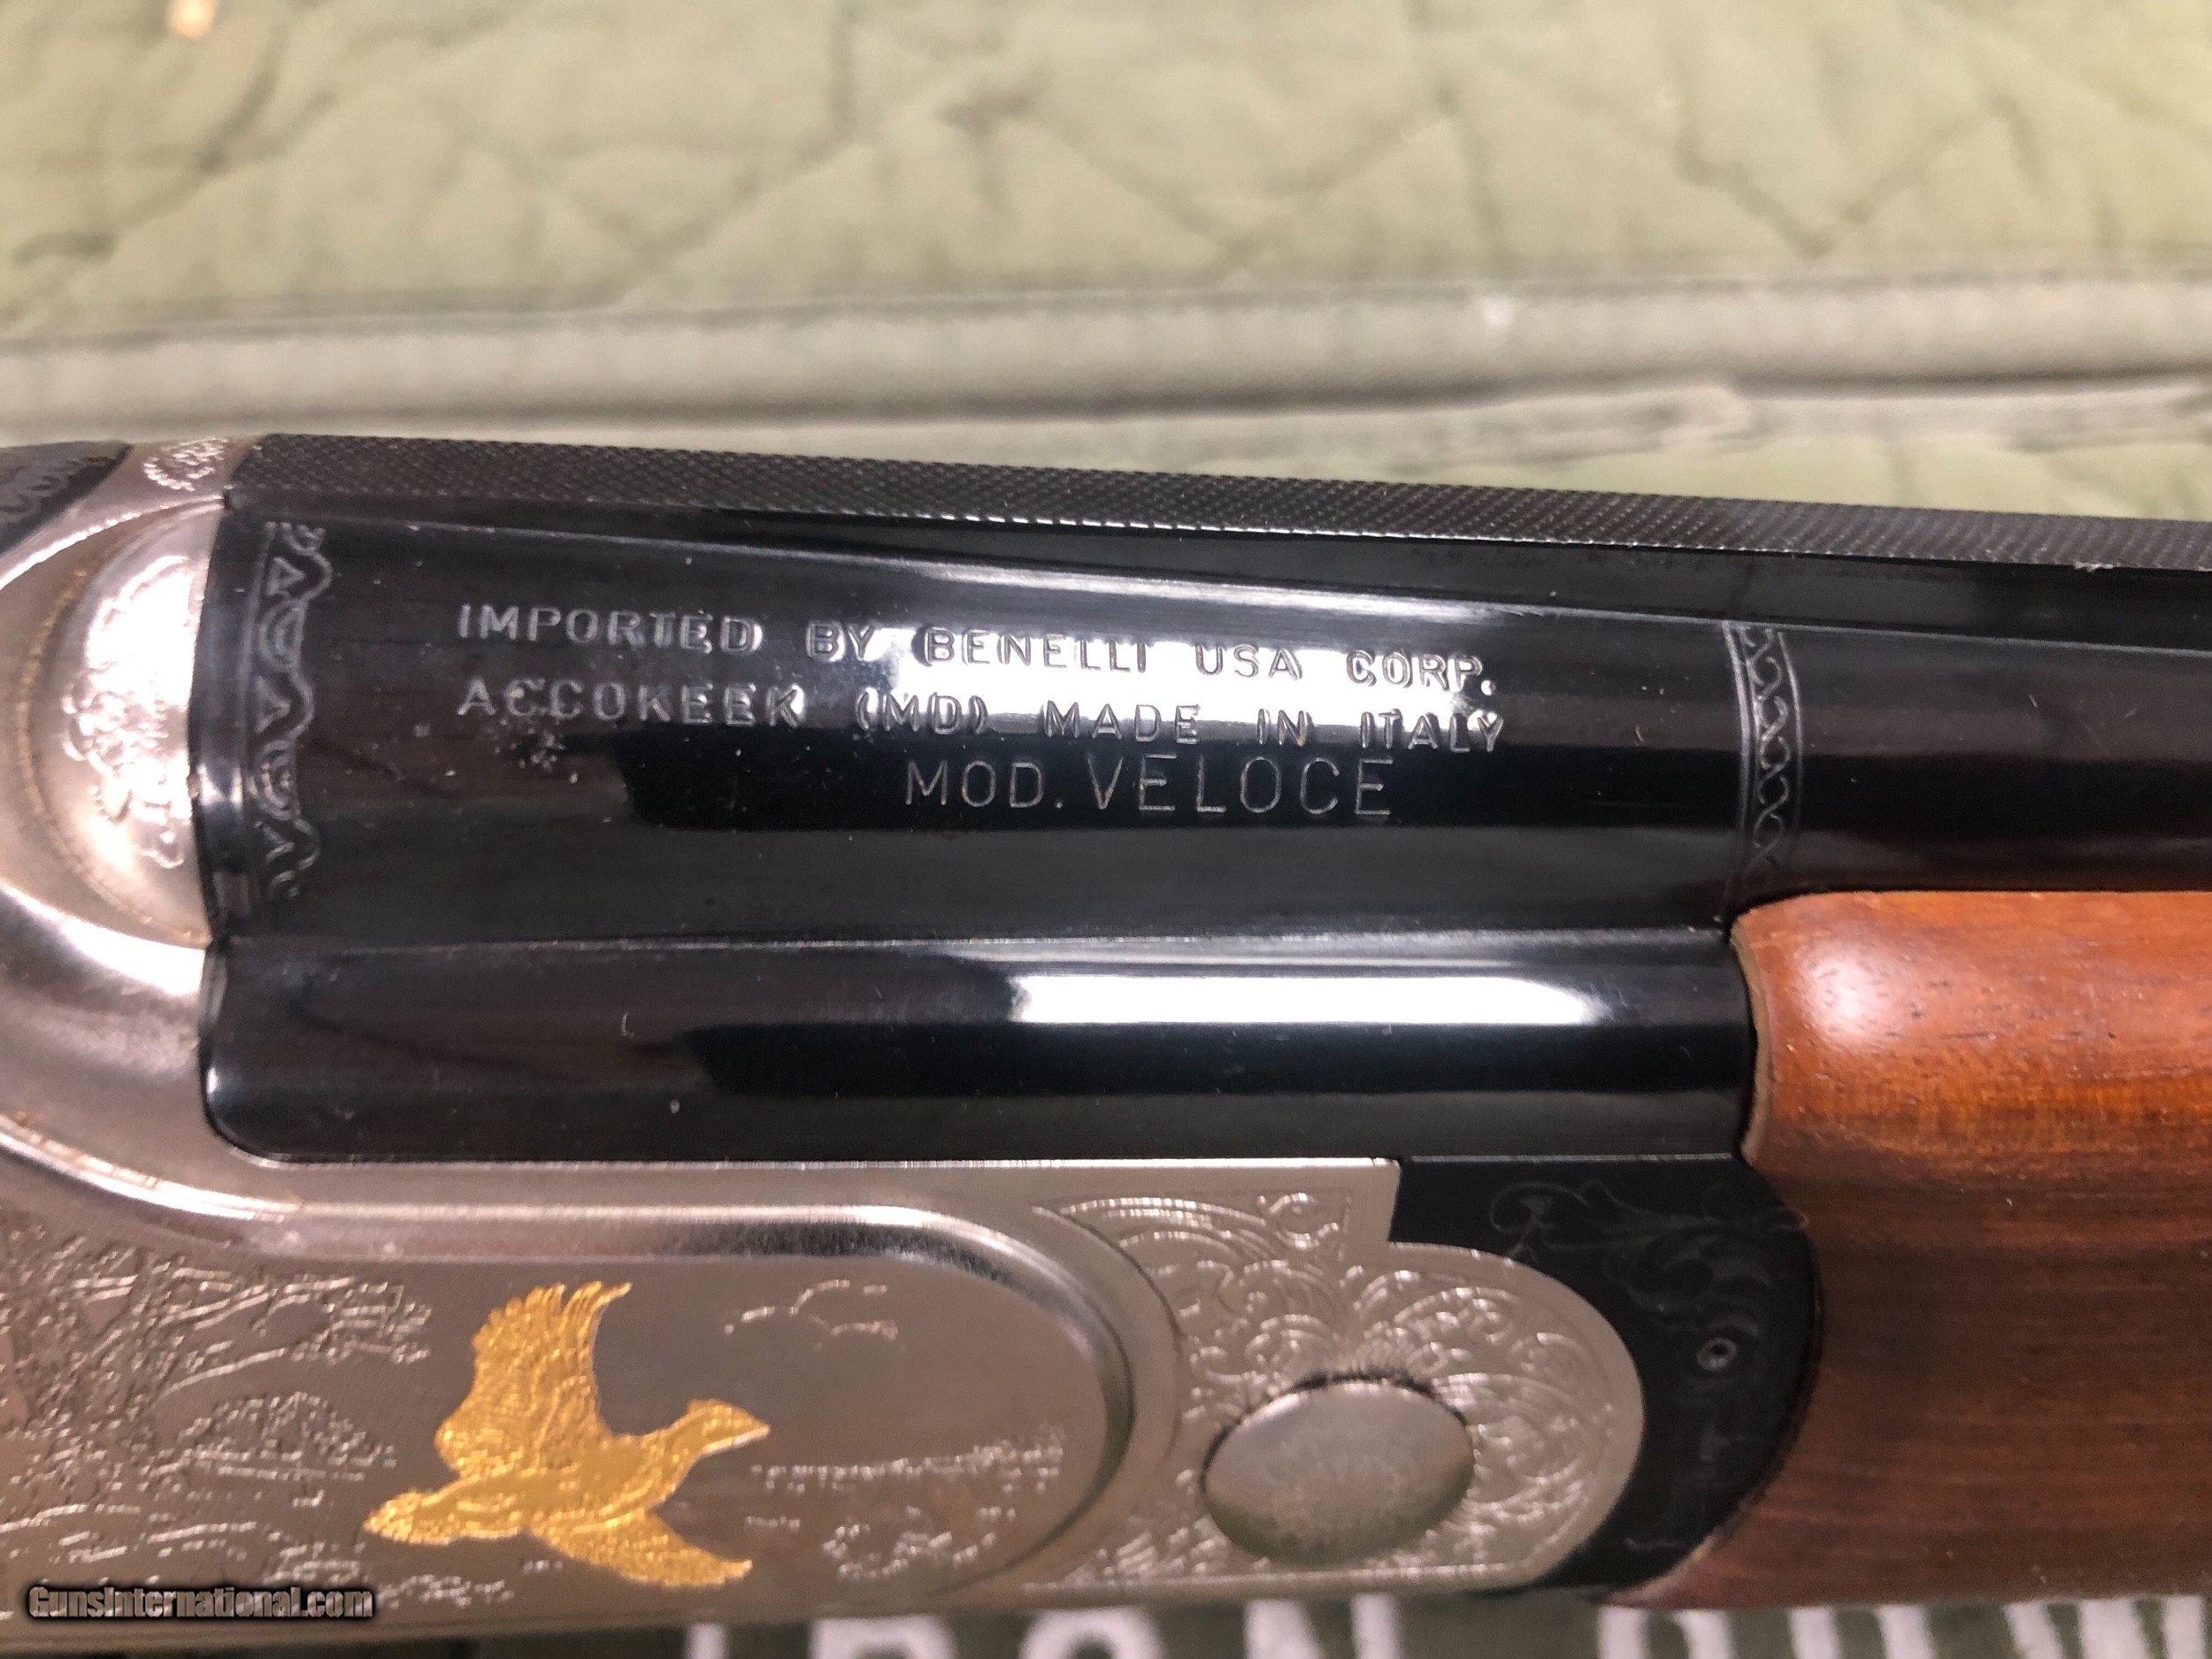 IMPORTED BY BENELLI USA CORP.
ACCOKEEK (MD) MADE IN ITALY
MOD. VELOCE
GunsInternational.com